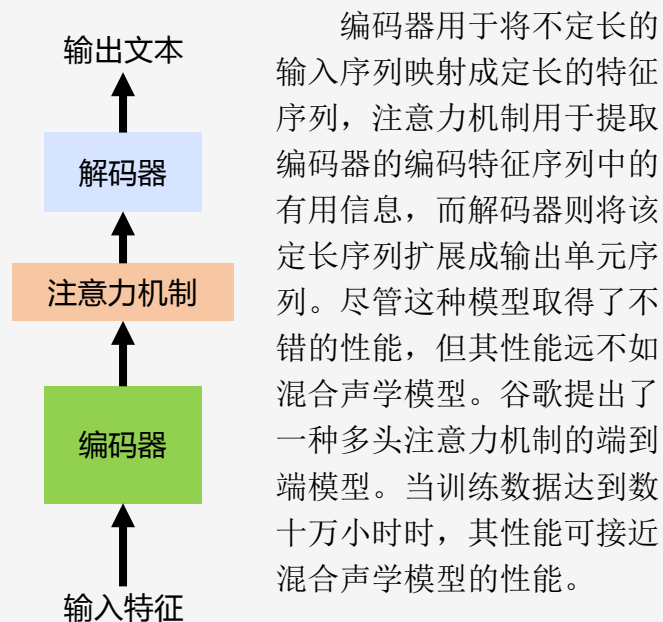 输出文本
解码器
注意力机制
编码器
输入特征
编码器用于将不定长的
输入序列映射成定长的特征
序列，注意力机制用于提取
编码器的编码特征序列中的
有用信息，而解码器则将该
定长序列扩展成输出单元序
列。尽管这种模型取得了不
错的性能，但其性能远不如
混合声学模型。谷歌提出了
一种多头注意力机制的端到
端模型。当训练数据达到数
十万小时时，其性能可接近
混合声学模型的性能。